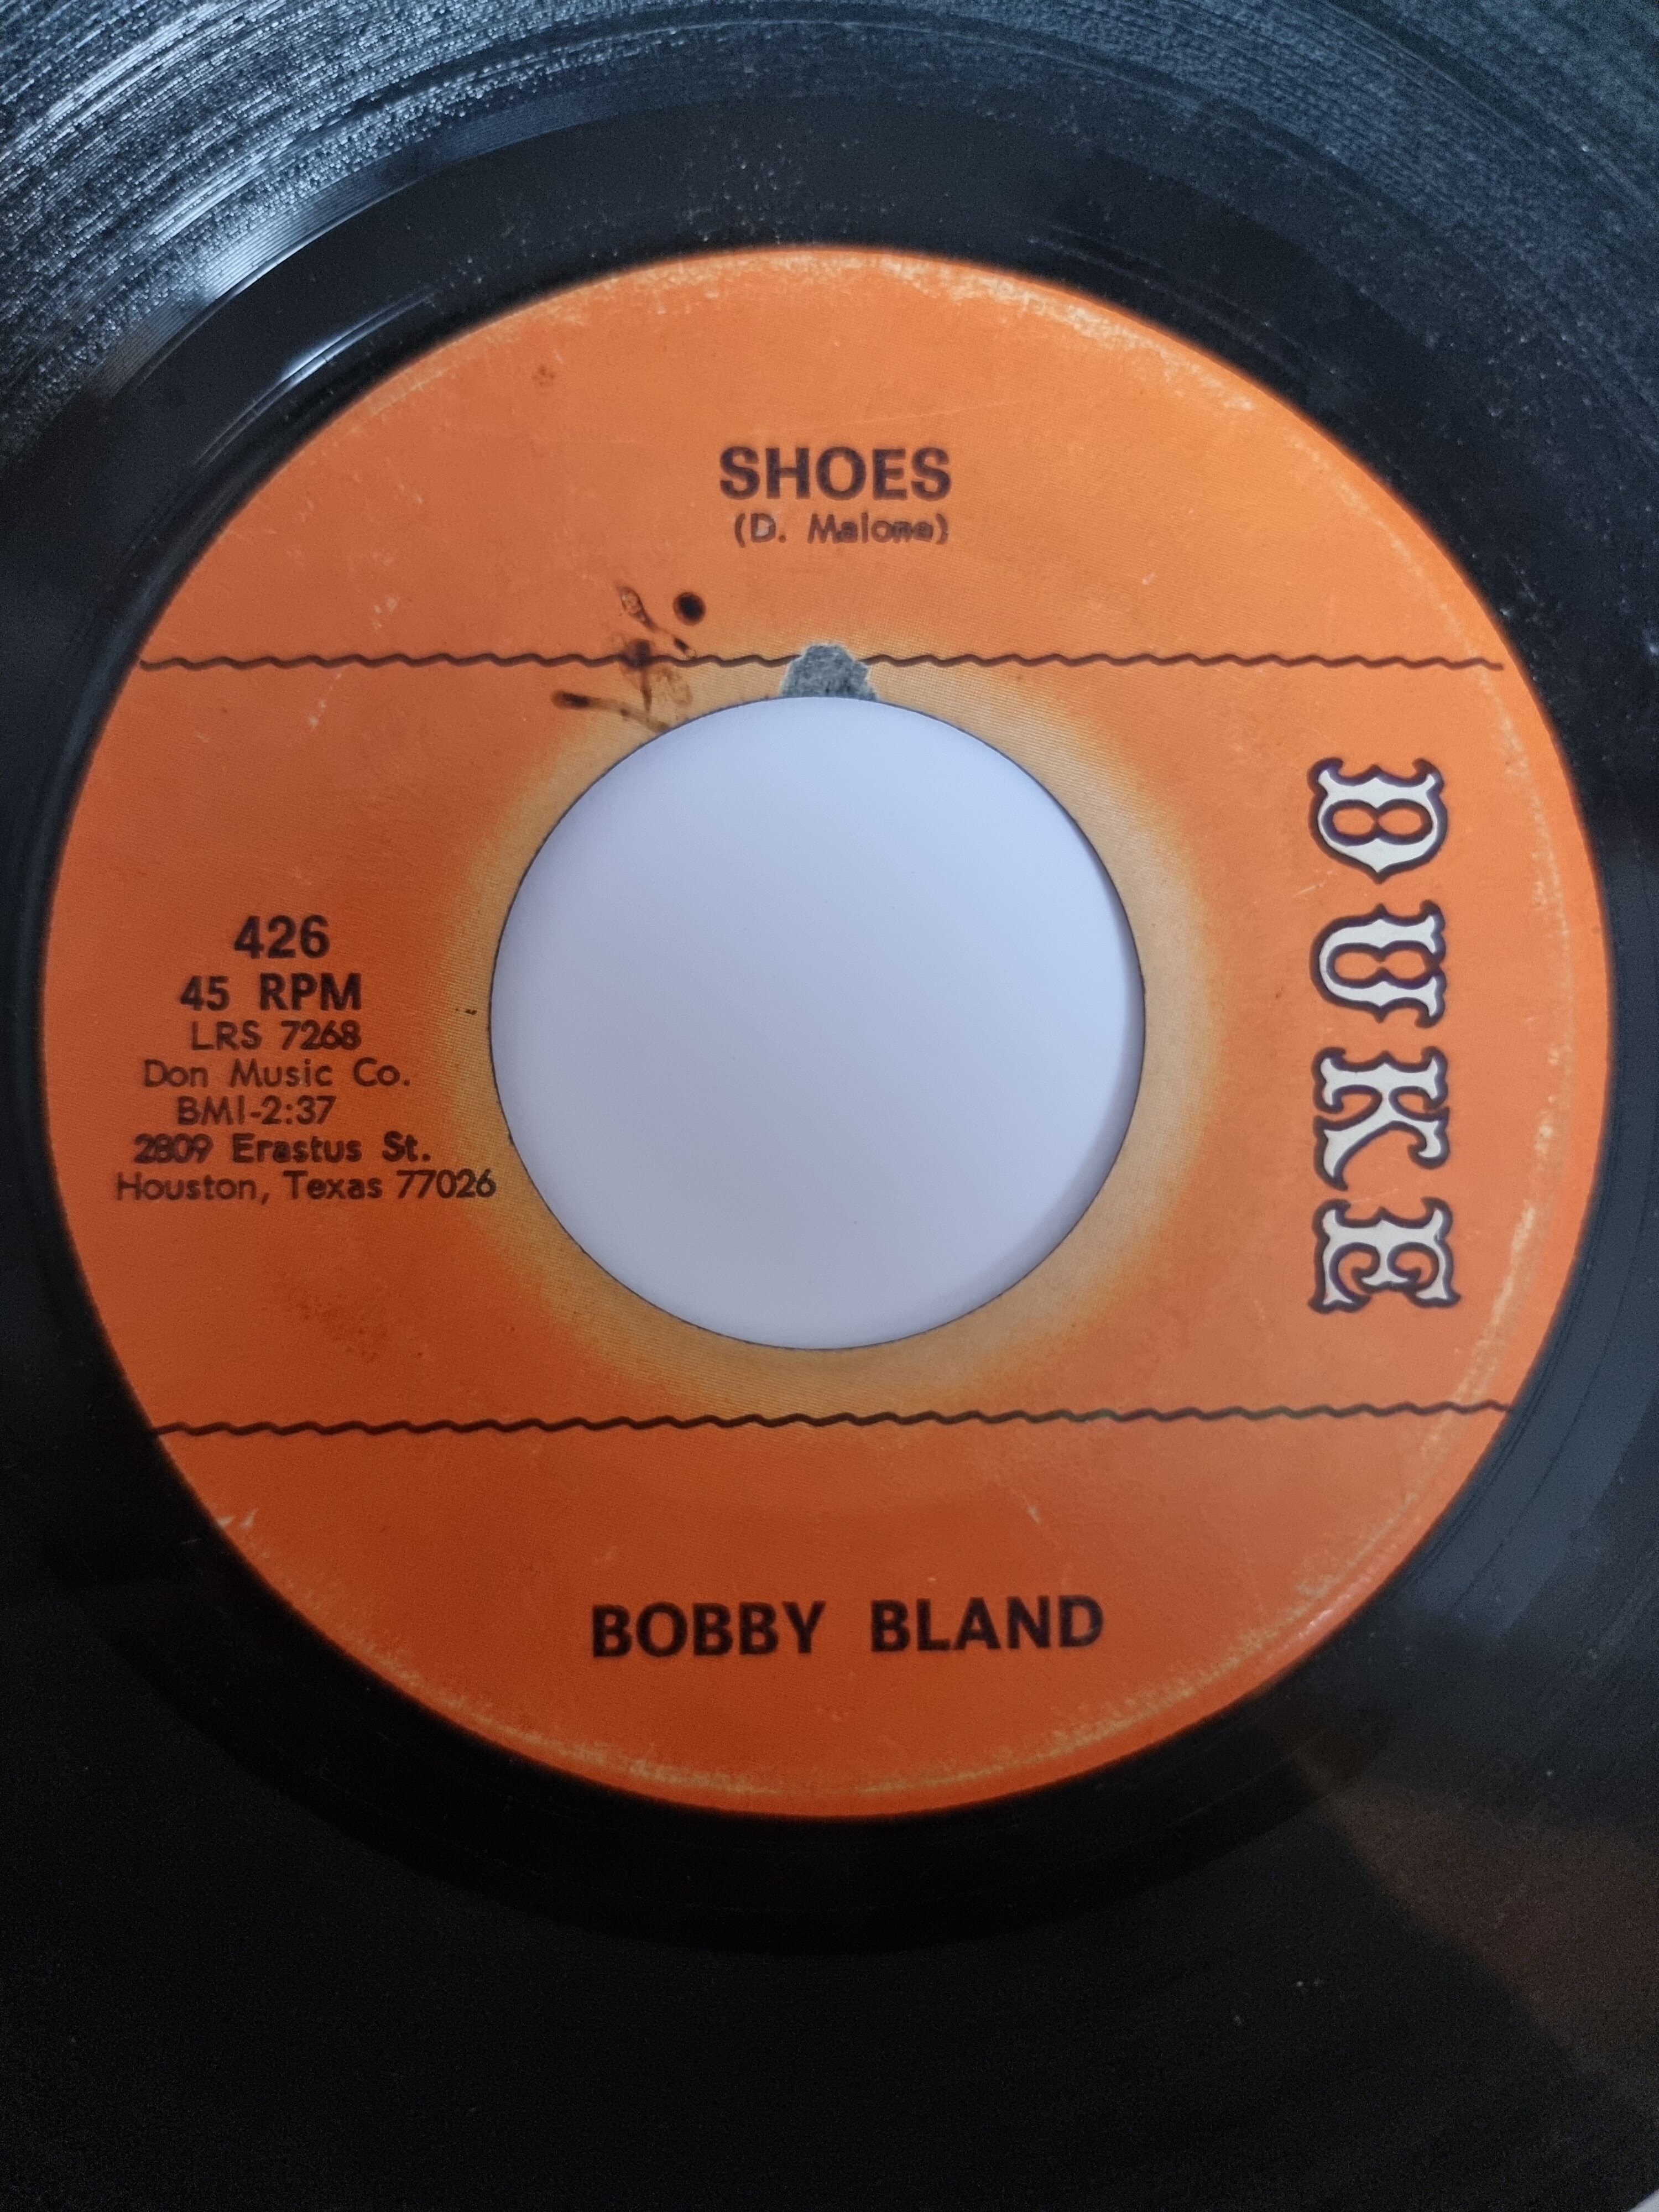 SHOES
(D. Malone)
426
45 RPM
LRS 7268
Don Music Co.
BMI-2:37
2809 Erastus St.
Houston, Texas 77026
DUKE
BOBBY BLAND